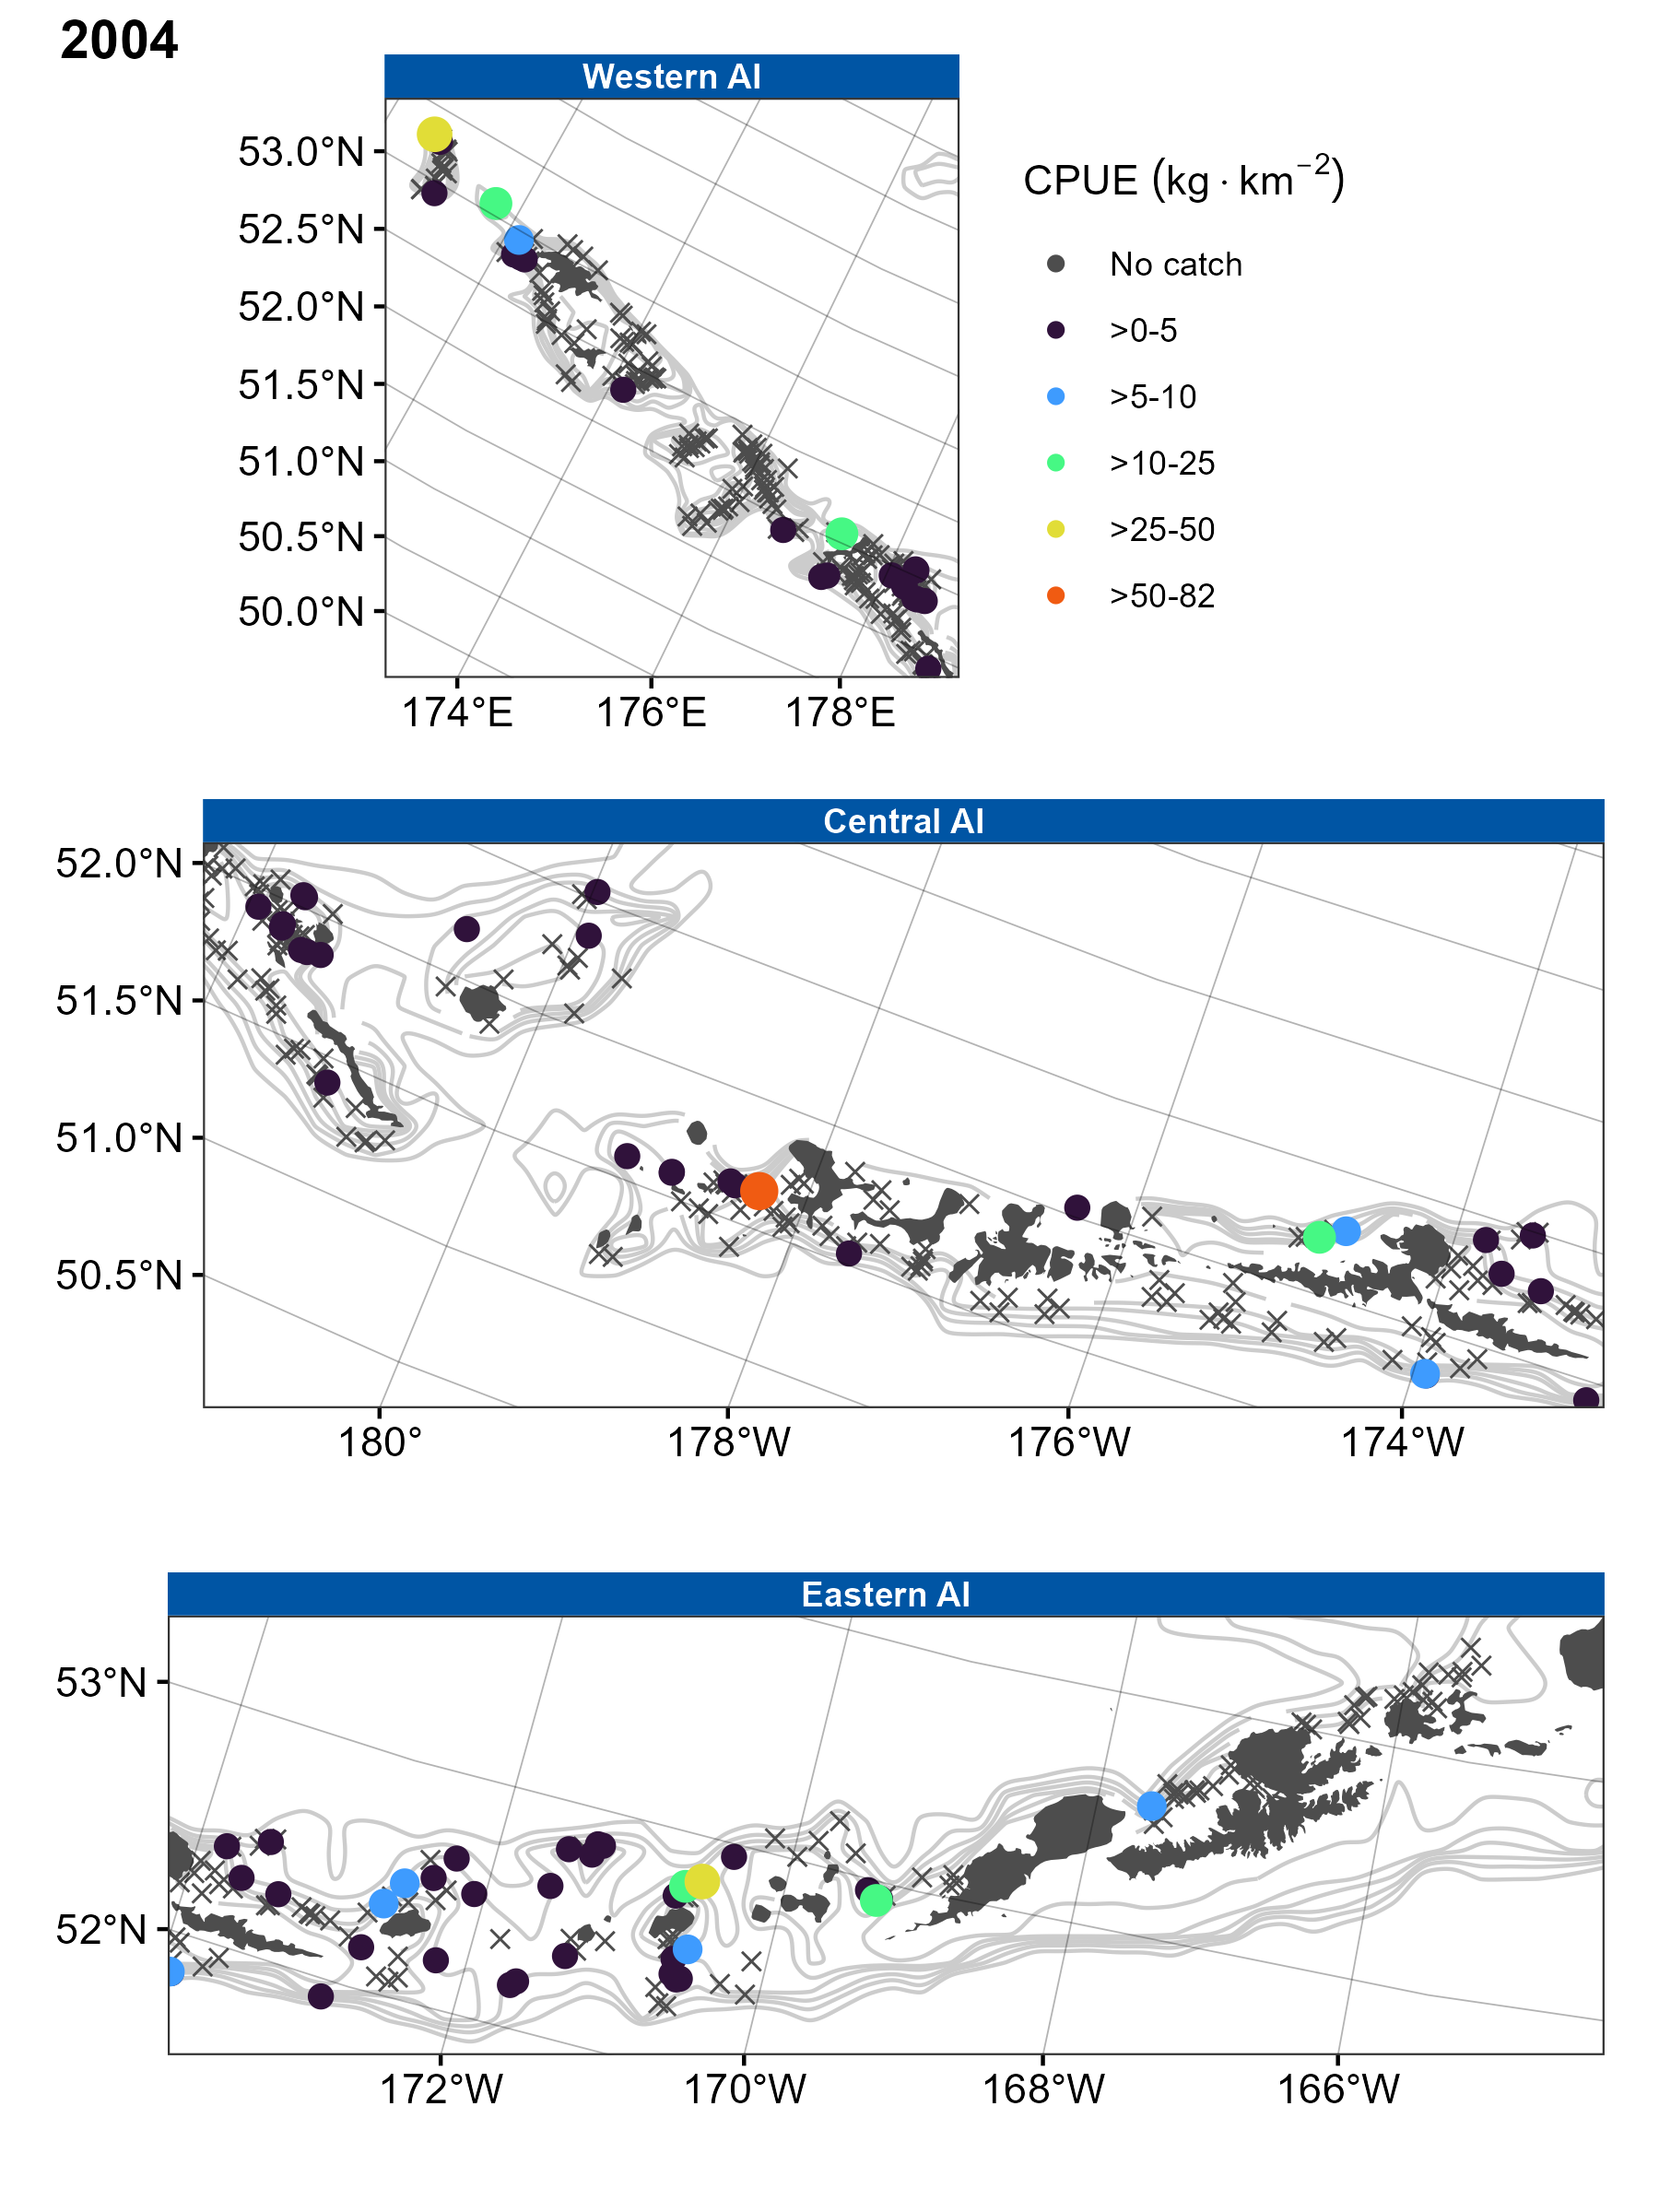 2004
Western AI
53.0°N
52.5°N
52.0°N
51.5°N
51.0°N
50.5°N
50.0°N
174°E 176°E 178°E
CPUE (kg · km⁻²)
No catch
>0-5
>5-10
>10-25
>25-50
>50-82
Central AI
52.0°N
51.5°N
51.0°N
50.5°N
180° 178°W 176°W 174°W
Eastern AI
53°N
52°N
172°W 170°W 168°W 166°W